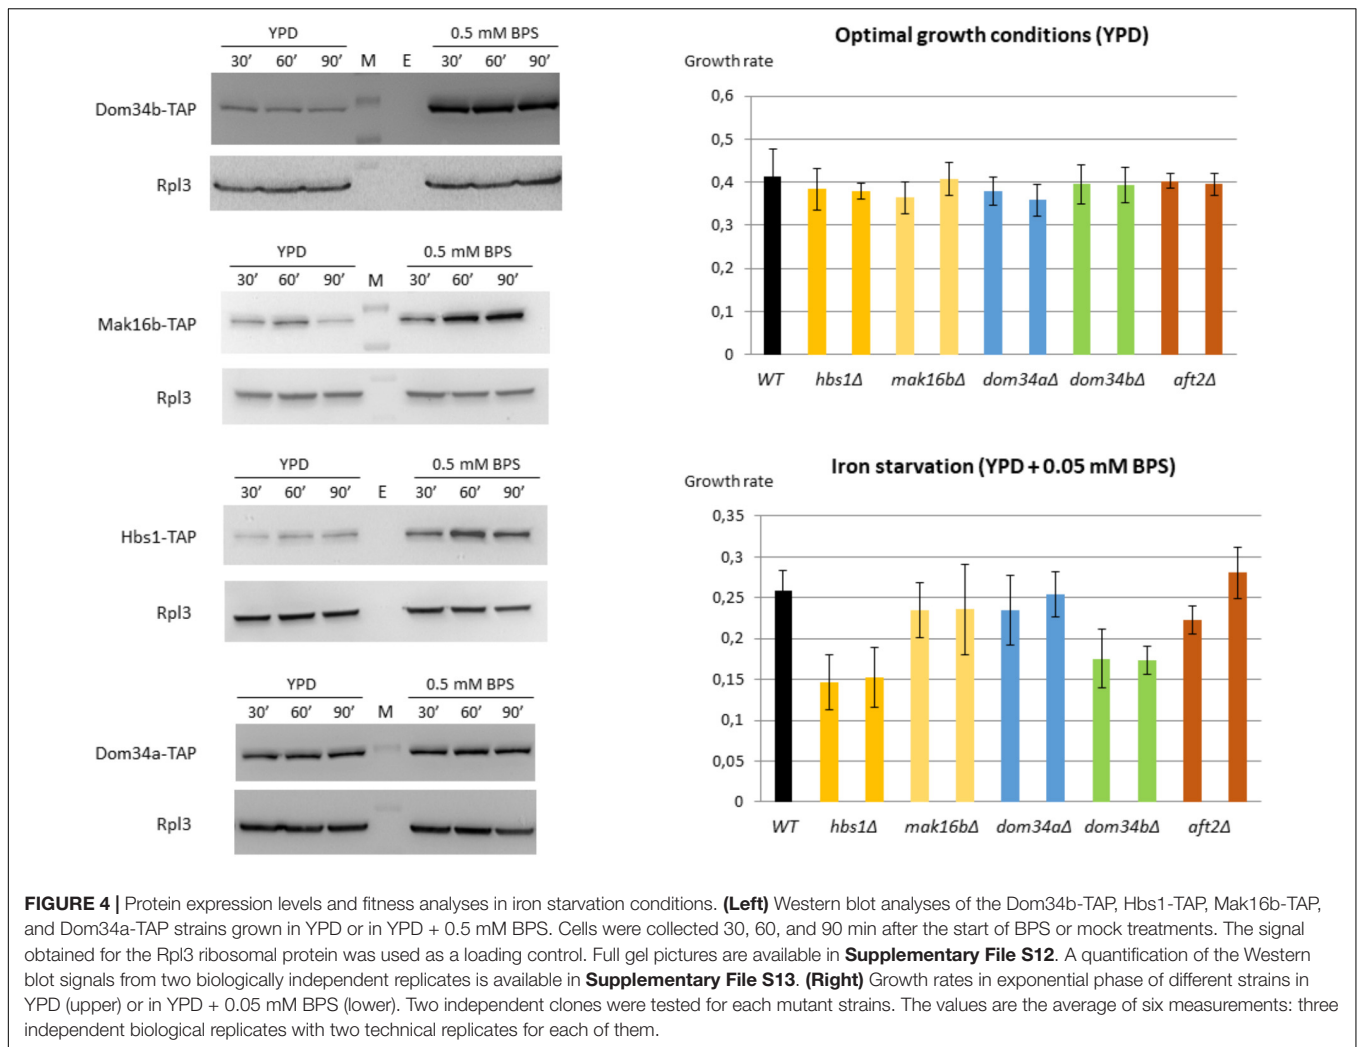 YPD 0.5 mM BPS
30’ 60’ 90’ M E 30’ 60’ 90’
Dom34b-TAP
Rpl3
YPD 0.5 mM BPS
30’ 60’ 90’ M 30’ 60’ 90’
Mak16b-TAP
Rpl3
YPD 0.5 mM BPS
30’ 60’ 90’ E 30’ 60’ 90’
Hbs1-TAP
Rpl3
YPD 0.5 mM BPS
30’ 60’ 90’ M 30’ 60’ 90’
Dom34a-TAP
Rpl3
Optimal growth conditions (YPD)
Growth rate
0,6
0,5
0,4
0,3
0,2
0,1
0
WT hbs1Δ mak16bΔ dom34aΔ dom34bΔ aft2Δ
Iron starvation (YPD + 0.05 mM BPS)
Growth rate
0,35
0,3
0,25
0,2
0,15
0,1
0,05
0
WT hbs1Δ mak16bΔ dom34aΔ dom34bΔ aft2Δ
FIGURE 4 | Protein expression levels and fitness analyses in iron starvation conditions. (Left) Western blot analyses of the Dom34b-TAP, Hbs1-TAP, Mak16b-TAP,
and Dom34a-TAP strains grown in YPD or in YPD + 0.5 mM BPS. Cells were collected 30, 60, and 90 min after the start of BPS or mock treatments. The signal
obtained for the Rpl3 ribosomal protein was used as a loading control. Full gel pictures are available in Supplementary File S12. A quantification of the Western
blot signals from two biologically independent replicates is available in Supplementary File S13. (Right) Growth rates in exponential phase of different strains in
YPD (upper) or in YPD + 0.05 mM BPS (lower). Two independent clones were tested for each mutant strains. The values are the average of six measurements: three
independent biological replicates with two technical replicates for each of them.